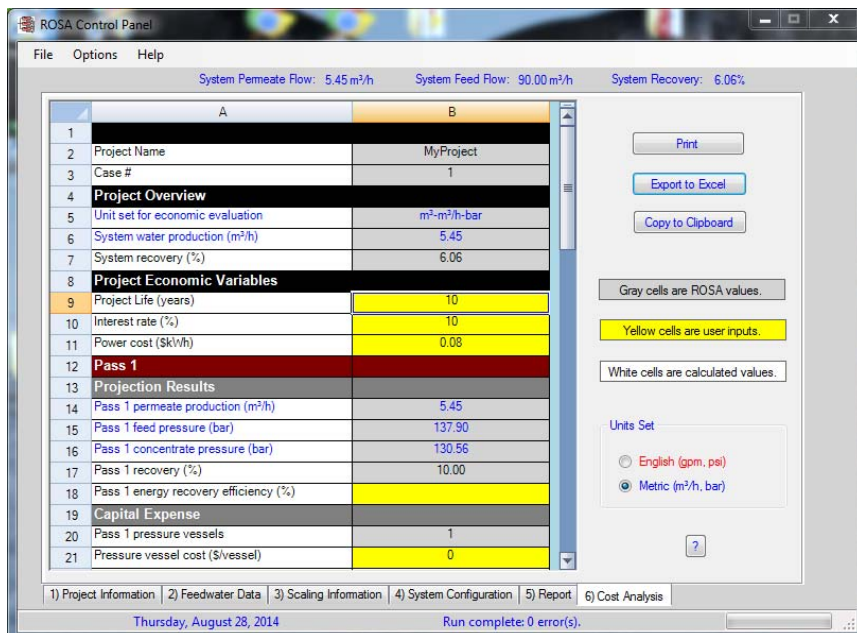 ROSA Control Panel
File Options Help
System Permeate Flow: 5.45 m³/h System Feed Flow: 90.00 m³/h System Recovery: 6.06%
A B
1
2 Project Name MyProject
3 Case # 1
4 Project Overview
5 Unit set for economic evaluation m³-m³/h-bar
6 System water production (m³/h) 5.45
7 System recovery (%) 6.06
8 Project Economic Variables
9 Project Life (years) 10
10 Interest rate (%) 10
11 Power cost ($kWh) 0.08
12 Pass 1
13 Projection Results
14 Pass 1 permeate production (m³/h) 5.45
15 Pass 1 feed pressure (bar) 137.90
16 Pass 1 concentrate pressure (bar) 130.56
17 Pass 1 recovery (%) 10.00
18 Pass 1 energy recovery efficiency (%)
19 Capital Expense
20 Pass 1 pressure vessels 1
21 Pressure vessel cost ($/vessel) 0
Print
Export to Excel
Copy to Clipboard
Gray cells are ROSA values.
Yellow cells are user inputs.
White cells are calculated values.
Units Set
English (gpm, psi)
Metric (m³/h, bar)
?
1) Project Information 2) Feedwater Data 3) Scaling Information 4) System Configuration 5) Report 6) Cost Analysis
Thursday, August 28, 2014 Run complete: 0 error(s).